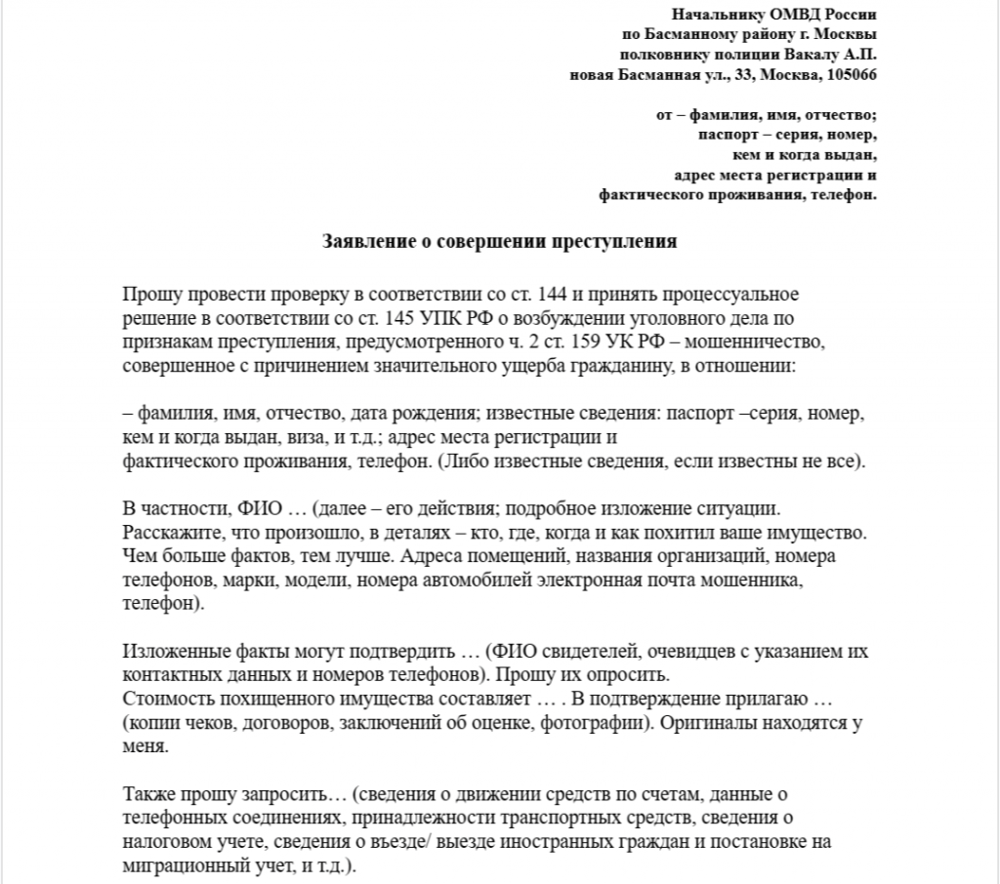 Начальнику ОМВД России
по Басманному району г. Москвы
полковнику полиции Вакалу А.П.
новая Басманная ул., 33, Москва, 105066
от – фамилия, имя, отчество;
паспорт – серия, номер,
кем и когда выдан,
адрес места регистрации и
фактического проживания, телефон.
Заявление о совершении преступления
Прошу провести проверку в соответствии со ст. 144 и принять процессуальное
решение в соответствии со ст. 145 УПК РФ о возбуждении уголовного дела по
признакам преступления, предусмотренного ч. 2 ст. 159 УК РФ – мошенничество,
совершенное с причинением значительного ущерба гражданину, в отношении:
– фамилия, имя, отчество, дата рождения; известные сведения: паспорт –серия, номер,
кем и когда выдан, виза, и т.д.; адрес места регистрации и
фактического проживания, телефон. (Либо известные сведения, если известны не все).
В частности, ФИО … (далее – его действия; подробное изложение ситуации.
Расскажите, что произошло, в деталях – кто, где, когда и как похитил ваше имущество.
Чем больше фактов, тем лучше. Адреса помещений, названия организаций, номера
телефонов, марки, модели, номера автомобилей электронная почта мошенника,
телефон).
Изложенные факты могут подтвердить … (ФИО свидетелей, очевидцев с указанием их
контактных данных и номеров телефонов). Прошу их опросить.
Стоимость похищенного имущества составляет … . В подтверждение прилагаю …
(копии чеков, договоров, заключений об оценке, фотографии). Оригиналы находятся у
меня.
Также прошу запросить… (сведения о движении средств по счетам, данные о
телефонных соединениях, принадлежности транспортных средств, сведения о
налоговом учете, сведения о въезде/ выезде иностранных граждан и постановке на
миграционный учет, и т.д.).